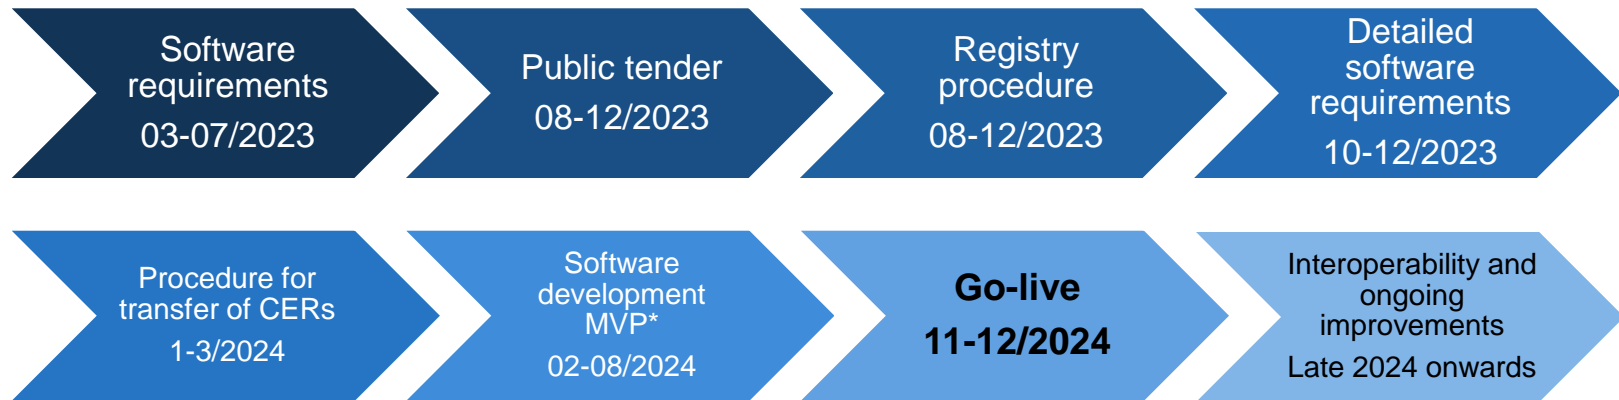 Software
requirements
03-07/2023
Public tender
08-12/2023
Registry
procedure
08-12/2023
Detailed
software
requirements
10-12/2023
Procedure for
transfer of CERs
1-3/2024
Software
development
MVP*
02-08/2024
Go-live
11-12/2024
Interoperability and
ongoing
improvements
Late 2024 onwards